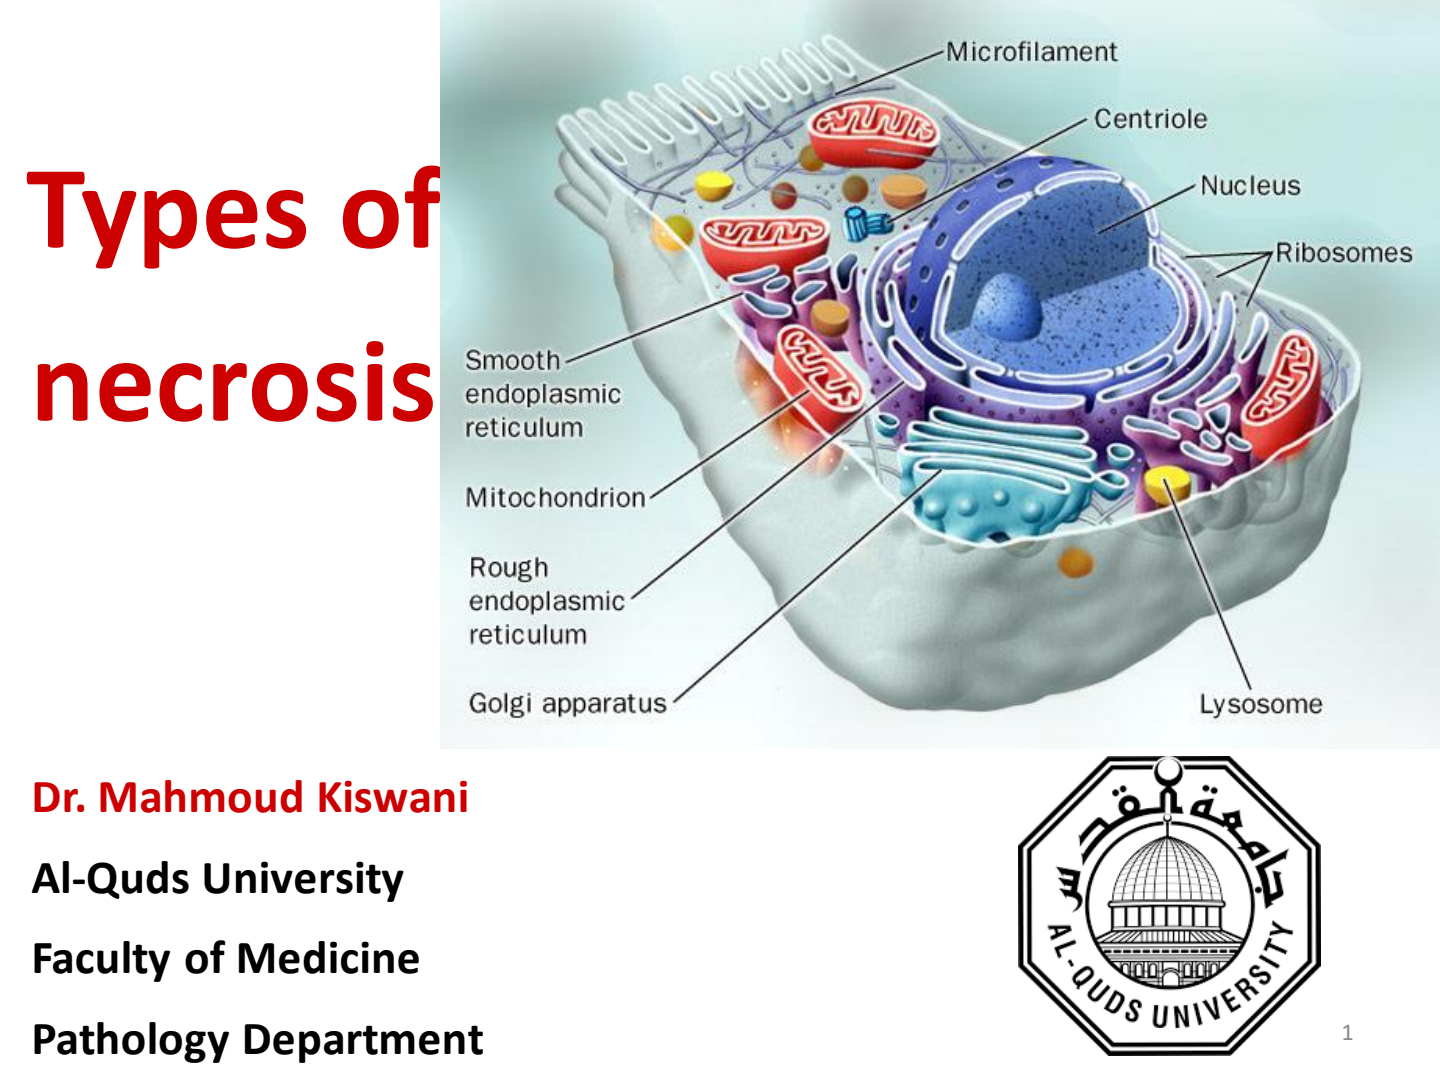 Types of
necrosis
Microfilament
Centriole
Nucleus
Ribosomes
Smooth
endoplasmic
reticulum
Mitochondrion
Rough
endoplasmic
reticulum
Golgi apparatus
Lysosome
Dr. Mahmoud Kiswani
Al-Quds University
Faculty of Medicine
Pathology Department
جامعة القدس
AL-QUDS UNIVERSITY
1